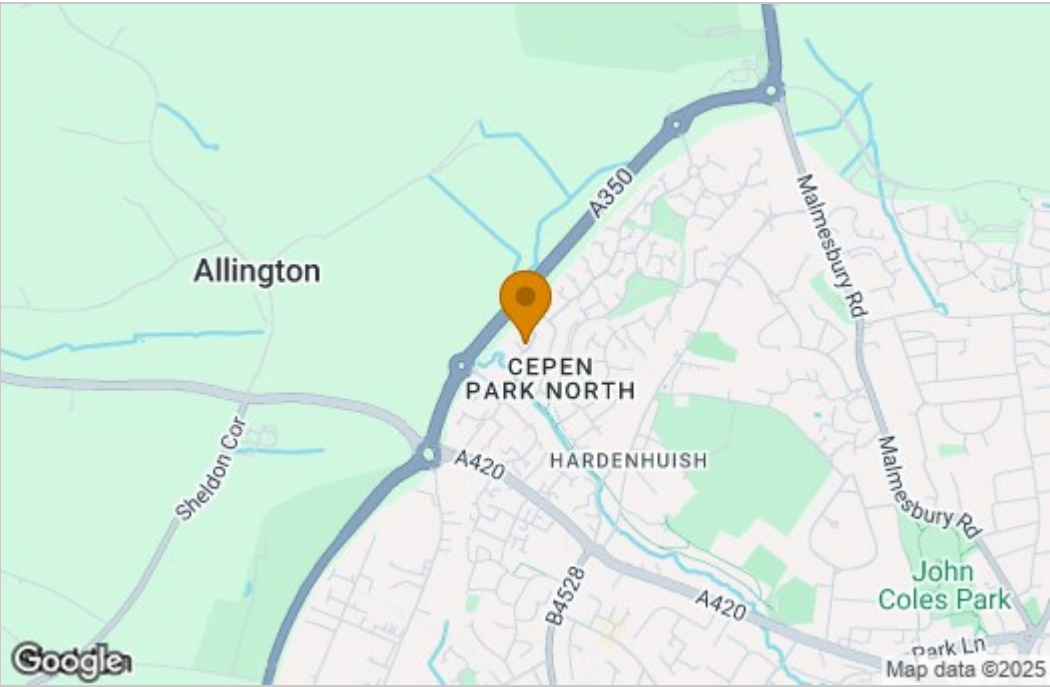 A350
Malmesbury Rd
Allington
CEPEN
PARK NORTH
Sheldon Cor
A420
HARDENHUISH
Malmesbury Rd
B4528
A420
John
Coles Park
Park Ln
Google
Map data ©2025